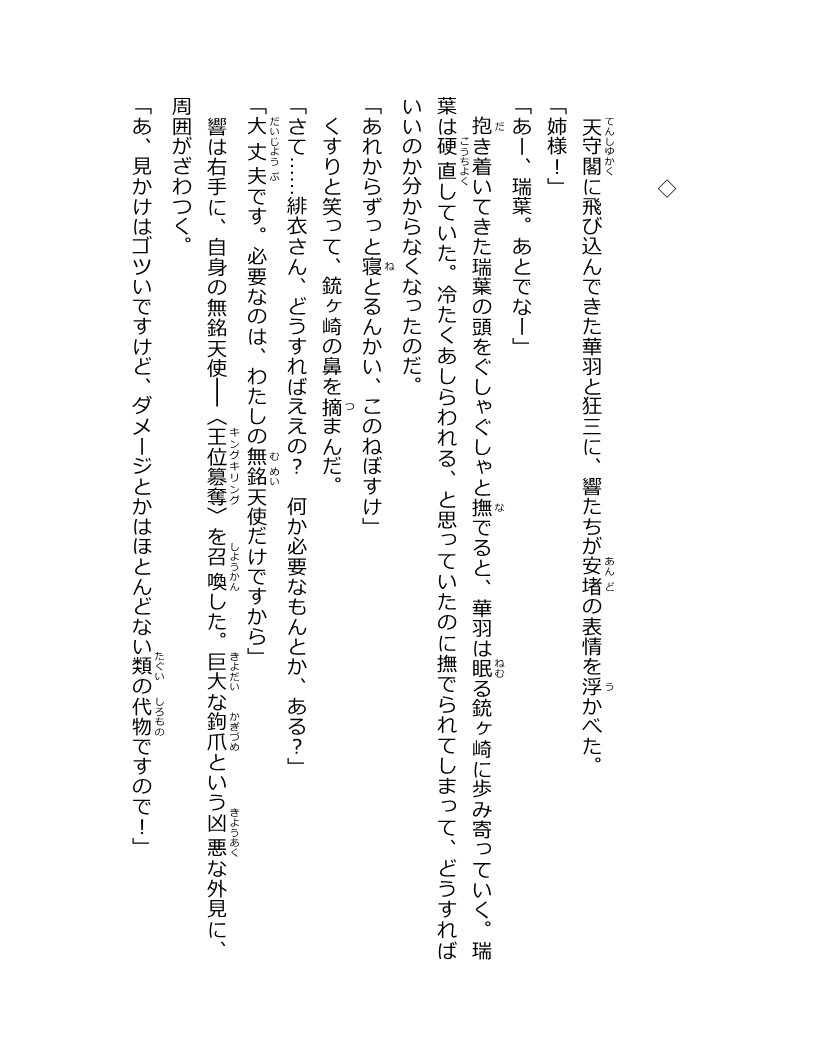 ◇
天守閣に飛び込んできた華羽と狂三に、響たちが安堵の表情を浮かべた。
「姉様！」
「あー、瑞葉。あとでなー」
抱き着いてきた瑞葉の頭をぐしゃぐしゃと撫でると、華羽は眠る銃ヶ崎に歩み寄っていく。瑞
葉は硬直していた。冷たくあしらわれる、と思っていたのに撫でられてしまって、どうすれば
いいのか分からなくなったのだ。
「あれからずっと寝とるんかい、このねぼすけ」
くすりと笑って、銃ヶ崎の鼻を摘まんだ。
「さて……緋衣さん、どうすればええの？　何か必要なもんとか、ある？」
「大丈夫です。必要なのは、わたしの無銘天使だけですから」
響は右手に、自身の無銘天使――〈王位簒奪〉を召喚した。巨大な鉤爪という凶悪な外見に、
周囲がざわつく。
「あ、見かけはゴツいですけど、ダメージとかはほとんどない類の代物ですので！」